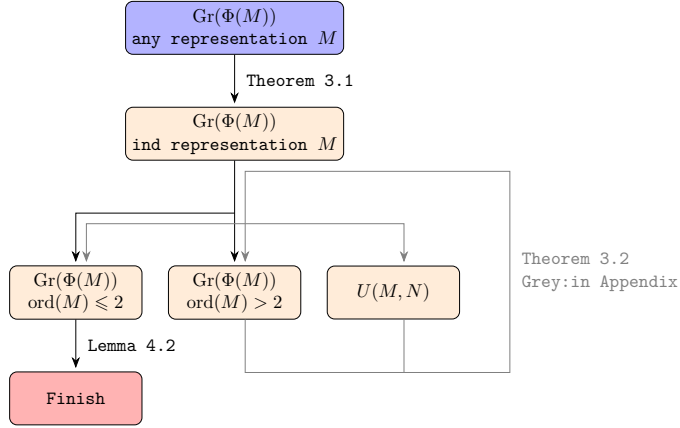 Gr(Φ(M))
any representation M
Theorem 3.1
Gr(Φ(M))
ind representation M
Theorem 3.2
Grey:in Appendix
Gr(Φ(M))
ord(M) ⩽ 2
Gr(Φ(M))
ord(M) > 2
U(M, N)
Lemma 4.2
Finish